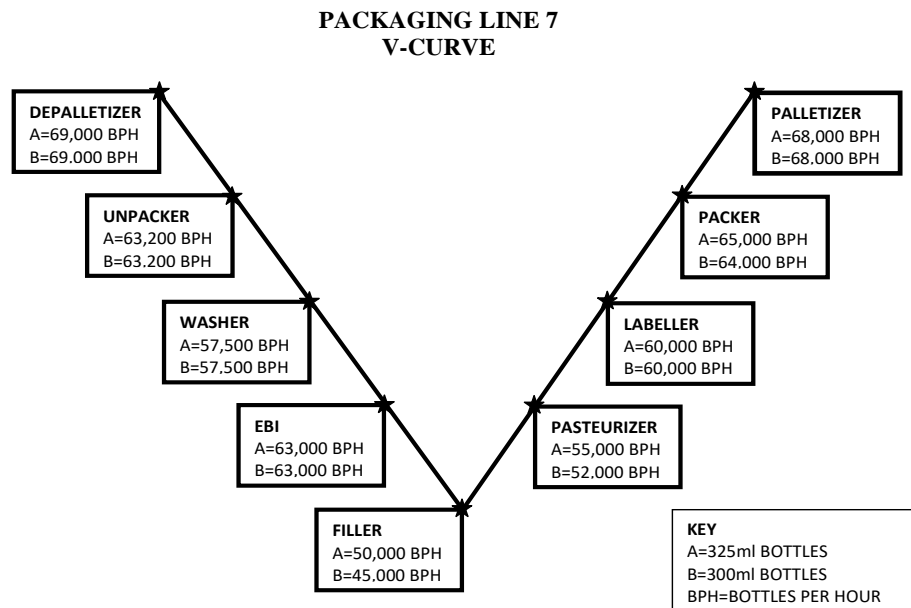 PACKAGING LINE 7
V-CURVE
DEPALLETIZER
A=69,000 BPH
B=69.000 BPH
UNPACKER
A=63,200 BPH
B=63.200 BPH
WASHER
A=57,500 BPH
B=57,500 BPH
EBI
A=63,000 BPH
B=63,000 BPH
FILLER
A=50,000 BPH
B=45,000 BPH
PASTEURIZER
A=55,000 BPH
B=52,000 BPH
LABELLER
A=60,000 BPH
B=60,000 BPH
PACKER
A=65,000 BPH
B=64,000 BPH
PALLETIZER
A=68,000 BPH
B=68,000 BPH
KEY
A=325ml BOTTLES
B=300ml BOTTLES
BPH=BOTTLES PER HOUR